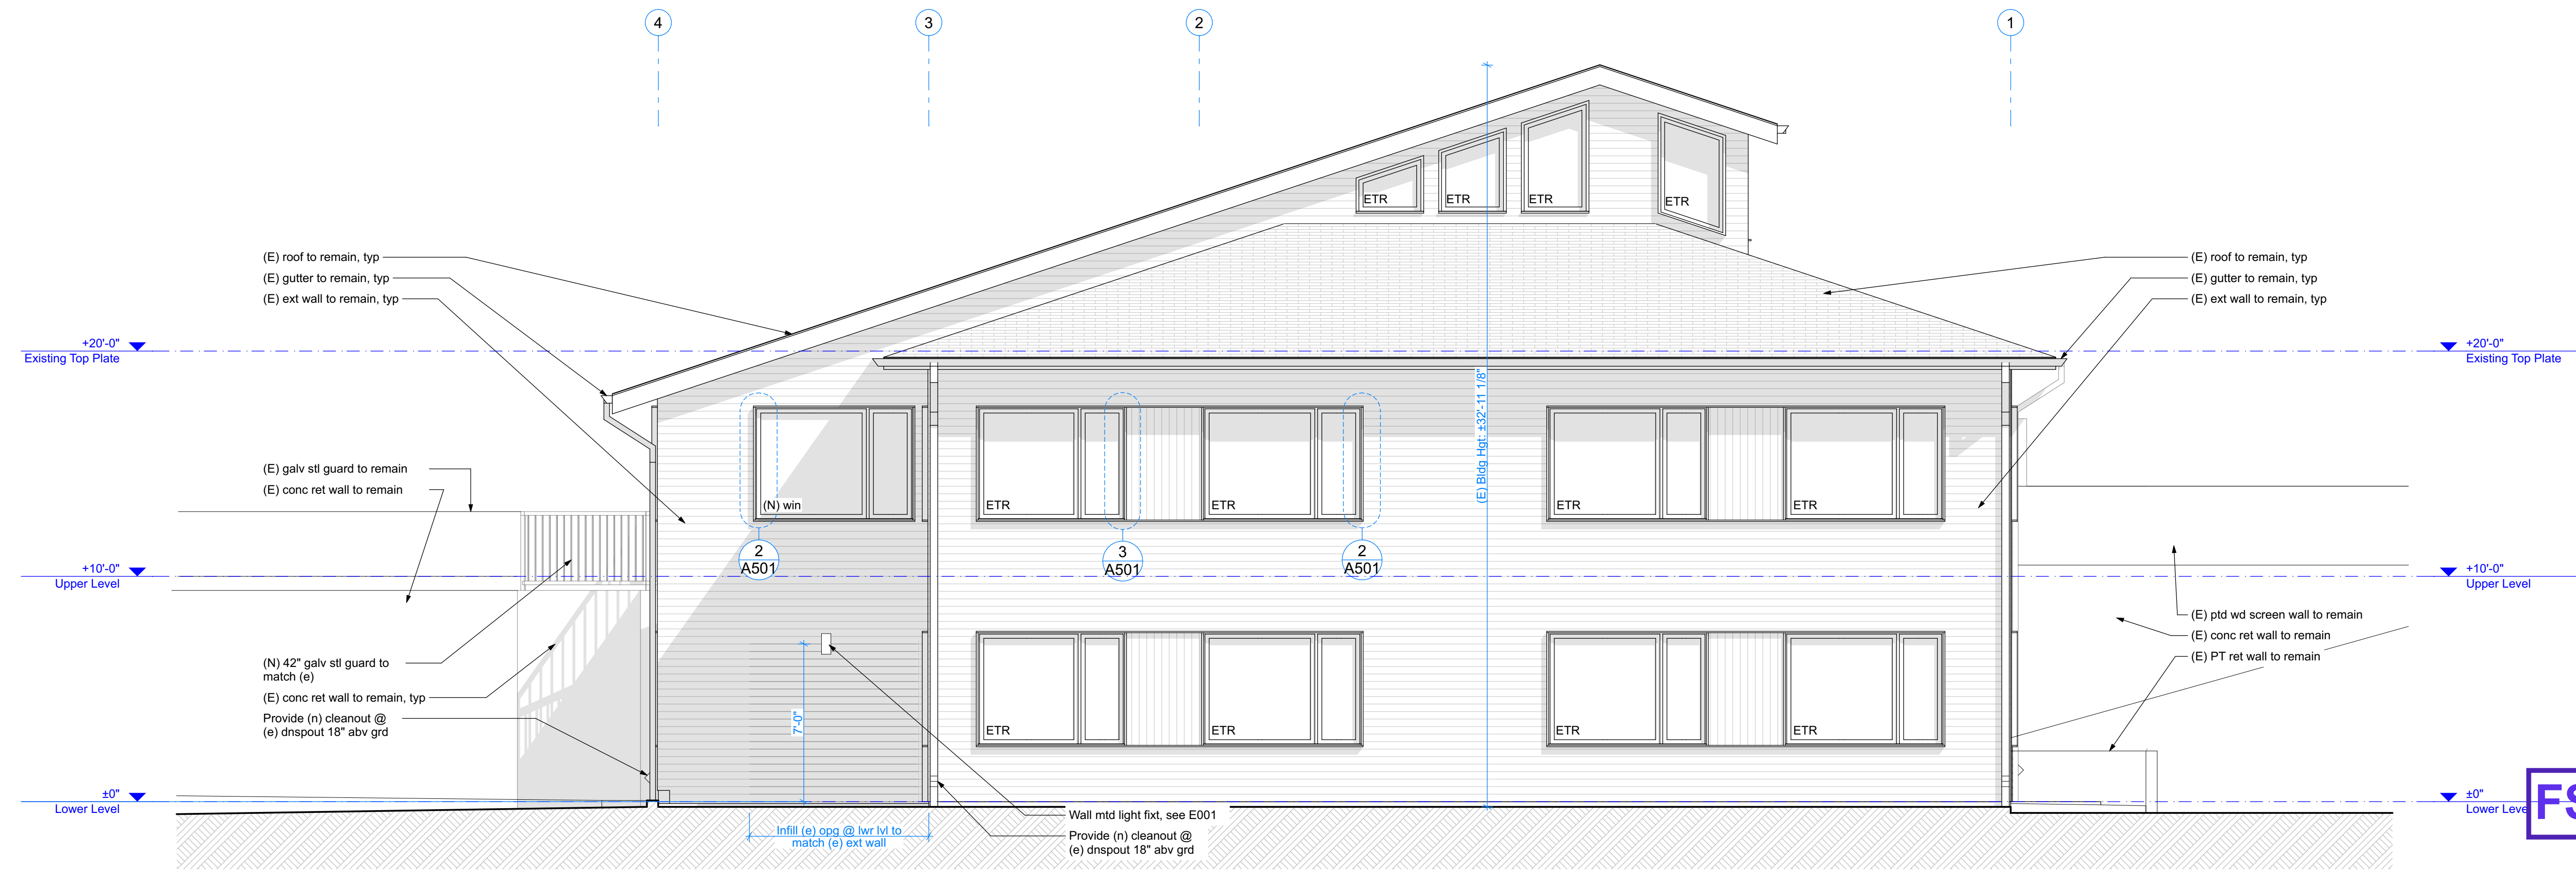 4
3
2
1
(E) roof to remain, typ
(E) gutter to remain, typ
(E) ext wall to remain, typ
+20'-0"
Existing Top Plate
(E) galv stl guard to remain
(E) conc ret wall to remain
+10'-0"
Upper Level
(N) 42" galv stl guard to
match (e)
(E) conc ret wall to remain, typ
Provide (n) cleanout @
(e) dnspout 18" abv grd
±0"
Lower Level
ETR
ETR
ETR
ETR
(E) Bldg Hgt: ±32'-11 1/8"
(N) win
ETR
ETR
ETR
ETR
2
A501
3
A501
2
A501
7'-0"
ETR
ETR
ETR
ETR
Infill (e) opg @ lwr lvl to
match (e) ext wall
Wall mtd light fixt, see E001
Provide (n) cleanout @
(e) dnspout 18" abv grd
(E) roof to remain, typ
(E) gutter to remain, typ
(E) ext wall to remain, typ
+20'-0"
Existing Top Plate
+10'-0"
Upper Level
(E) ptd wd screen wall to remain
(E) conc ret wall to remain
(E) PT ret wall to remain
±0"
Lower Level